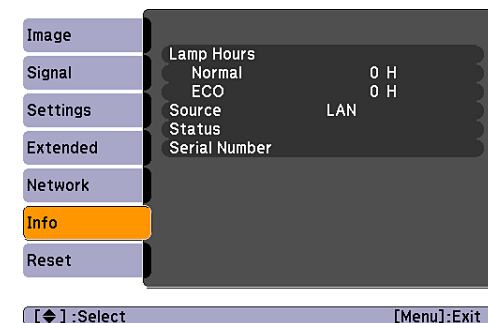 Image
Signal
Settings
Extended
Network
Info
Reset
Lamp Hours
Normal 0 H
ECO 0 H
Source LAN
Status
Serial Number
[◆] :Select [Menu]:Exit